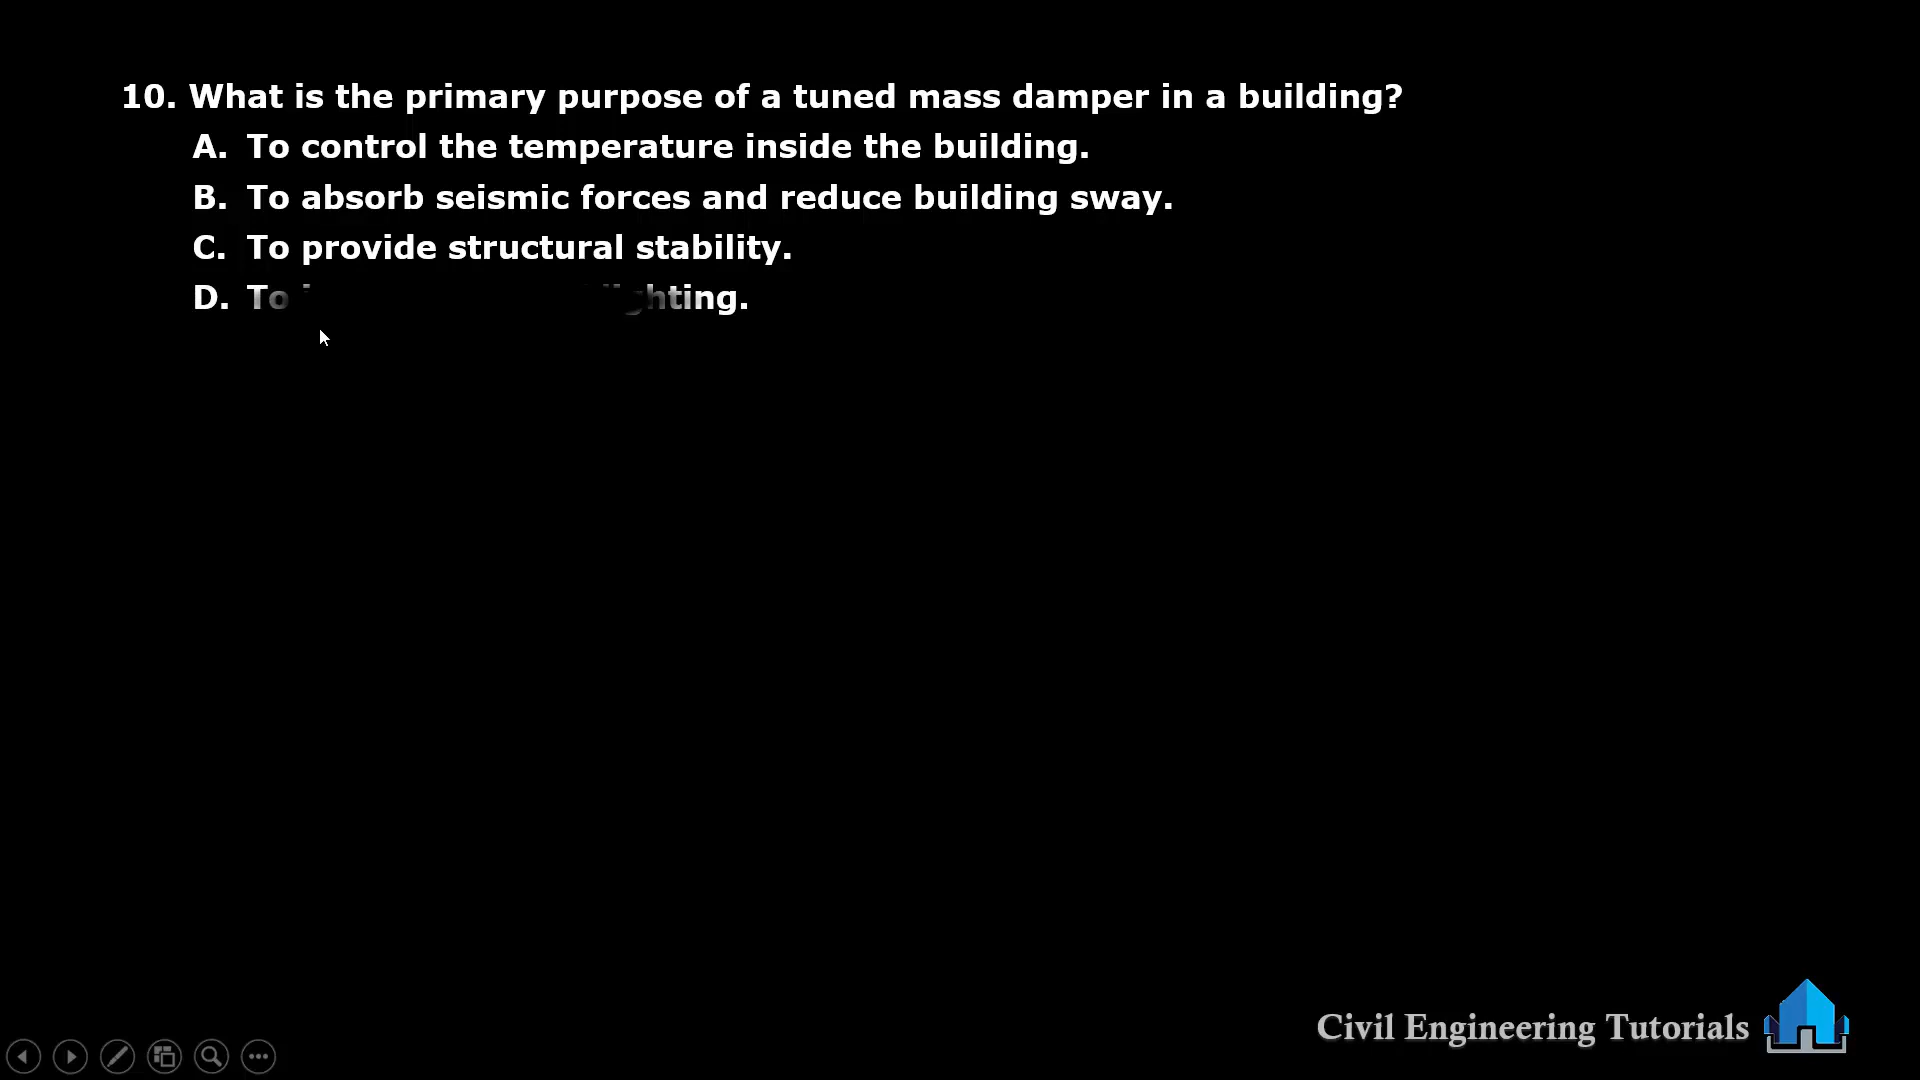 10. What is the primary purpose of a tuned mass damper in a building?
A. To control the temperature inside the building.
B. To absorb seismic forces and reduce building sway.
C. To provide structural stability.
D. To lighting.
Civil Engineering Tutorials